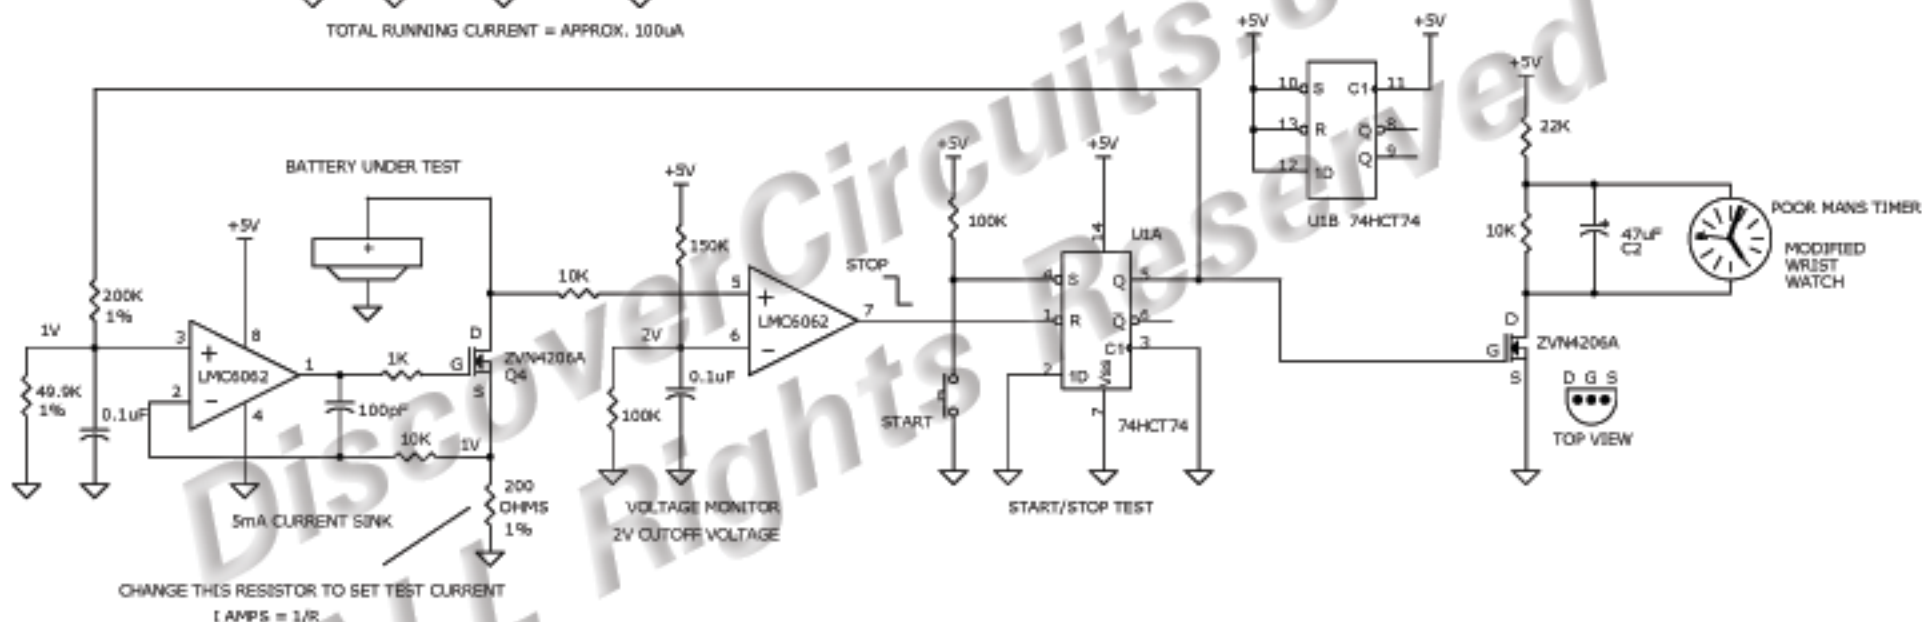 TOTAL RUNNING CURRENT = APPROX. 100uA
+5V
+5V
+5V
10
S
C1
11
13
R
Q
8
Q
9
12
1D
U1B 74HCT74
22K
10K
47uF
C2
POOR MANS TIMER
MODIFIED
WRIST
WATCH
BATTERY UNDER TEST
+
+5V
200K
1%
1V
3
+
8
LMC6062
1
2
-
4
49.9K
1%
0.1uF
1K
100pF
10K
1V
D
G
S
ZVN4206A
Q4
200
OHMS
1%
5mA CURRENT SINK
CHANGE THIS RESISTOR TO SET TEST CURRENT
I AMPS = 1/R
10K
+5V
150K
5
+
2V
6
-
LMC6062
7
0.1uF
100K
VOLTAGE MONITOR
2V CUTOFF VOLTAGE
STOP
+5V
100K
START
+5V
14
U1A
4
S
Q
5
1
R
Q
6
C1
3
2
1D
Vss
7
74HCT74
START/STOP TEST
D
G
S
ZVN4206A
D G S
TOP VIEW
DiscoverCircuits.
All Rights Reserved